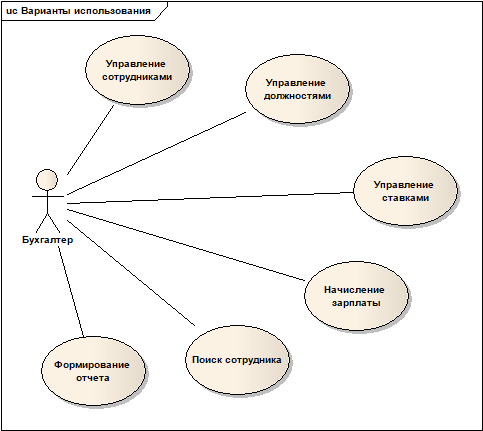 uc Варианты использования
Управление
сотрудниками
Управление
должностями
Управление
ставками
Бухгалтер
Начисление
зарплаты
Поиск сотрудника
Формирование
отчета